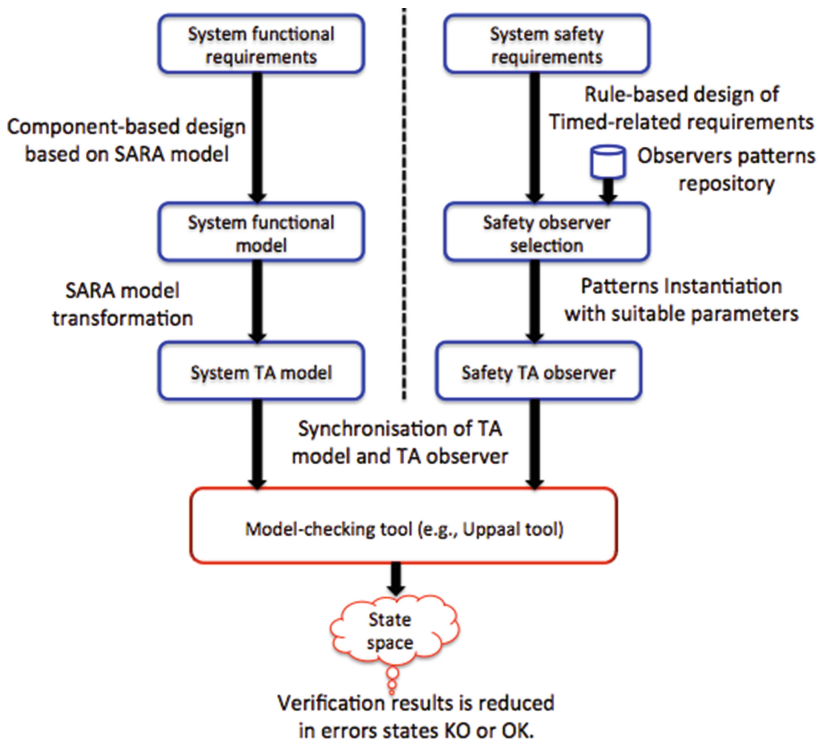 System functional
requirements
System safety
requirements
Component-based design
based on SARA model
Rule-based design of
Timed-related requirements
Observers patterns
repository
System functional
model
Safety observer
selection
SARA model
transformation
Patterns Instantiation
with suitable parameters
System TA model
Safety TA observer
Synchronisation of TA
model and TA observer
Model-checking tool (e.g., Uppaal tool)
State
space
Verification results is reduced
in errors states KO or OK.